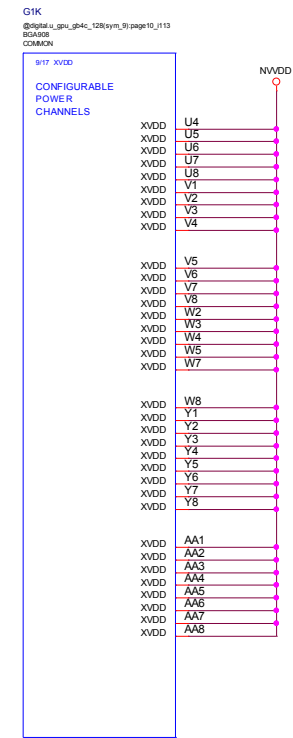 G1K
@digital.u_gpu_gb4c_128(sym_9):page10_i113
BGA908
COMMON
9/17 XVDD
NVVDD
CONFIGURABLE
POWER
CHANNELS
XVDD U4
XVDD U5
XVDD U6
XVDD U7
XVDD U8
XVDD V1
XVDD V2
XVDD V3
XVDD V4
XVDD V5
XVDD V6
XVDD V7
XVDD V8
XVDD W2
XVDD W3
XVDD W4
XVDD W5
XVDD W7
XVDD W8
XVDD Y1
XVDD Y2
XVDD Y3
XVDD Y4
XVDD Y5
XVDD Y6
XVDD Y7
XVDD Y8
XVDD AA1
XVDD AA2
XVDD AA3
XVDD AA4
XVDD AA5
XVDD AA6
XVDD AA7
XVDD AA8